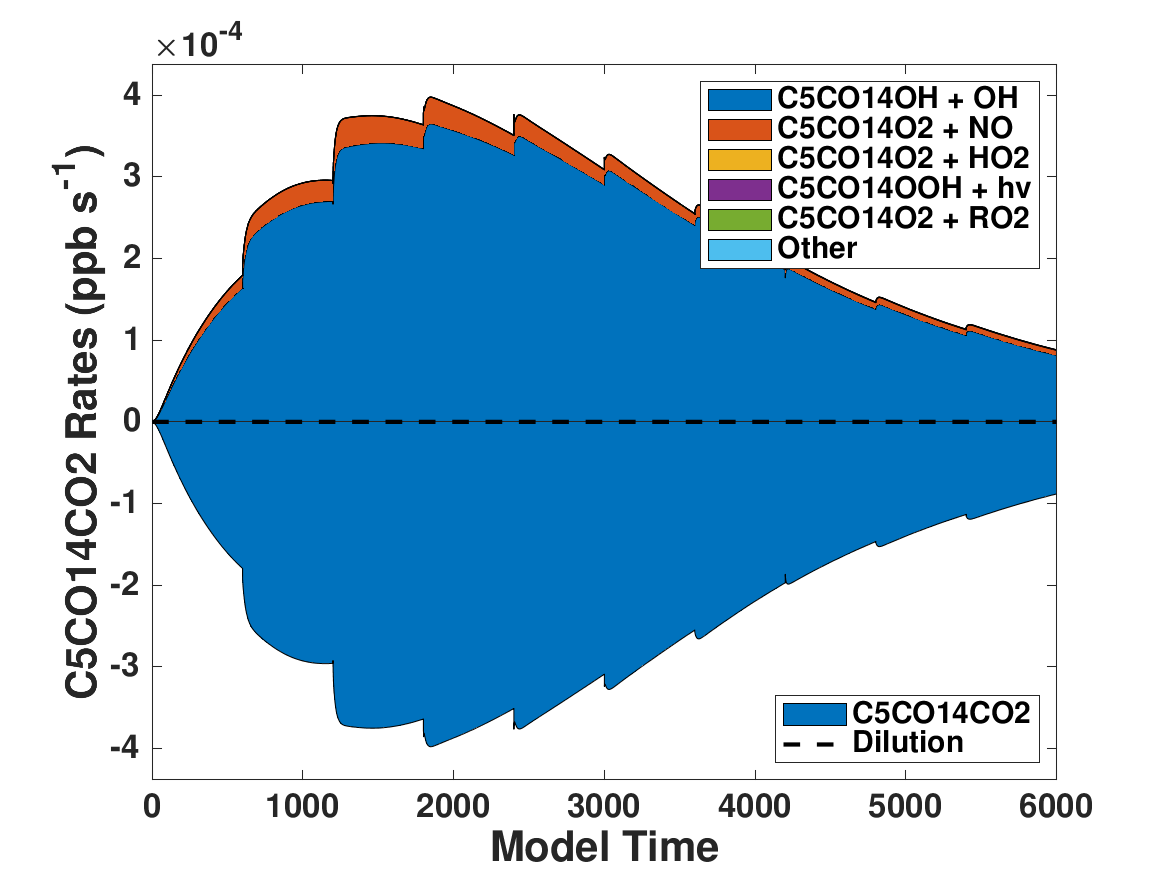 ×10-4
4
3
2
1
0
-1
-2
-3
-4
C5CO14CO2 Rates (ppb s-1)
C5CO14OH + OH
C5CO14O2 + NO
C5CO14O2 + HO2
C5CO14OOH + hv
C5CO14O2 + RO2
Other
C5CO14CO2
Dilution
0 1000 2000 3000 4000 5000 6000
Model Time